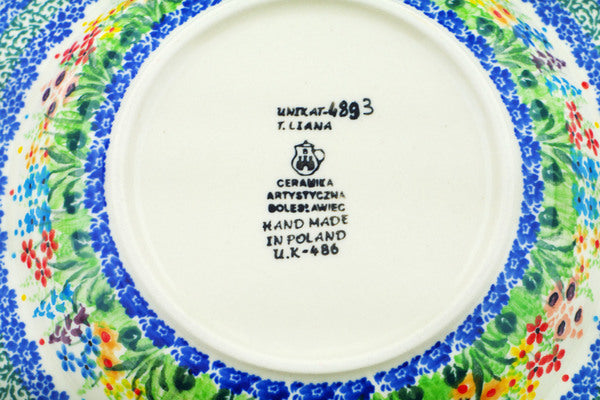 UNIKAT-4893
T. LIANA
CERAMIKA
ARTYSTYCZNA
BOLESŁAWIEC
HAND MADE
IN POLAND
U.K-486